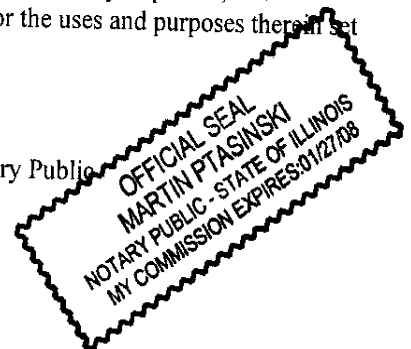 or the uses and purposes therein set
ry Public
OFFICIAL SEAL
MARTIN PTASINSKI
NOTARY PUBLIC - STATE OF ILLINOIS
MY COMMISSION EXPIRES:01/27/08